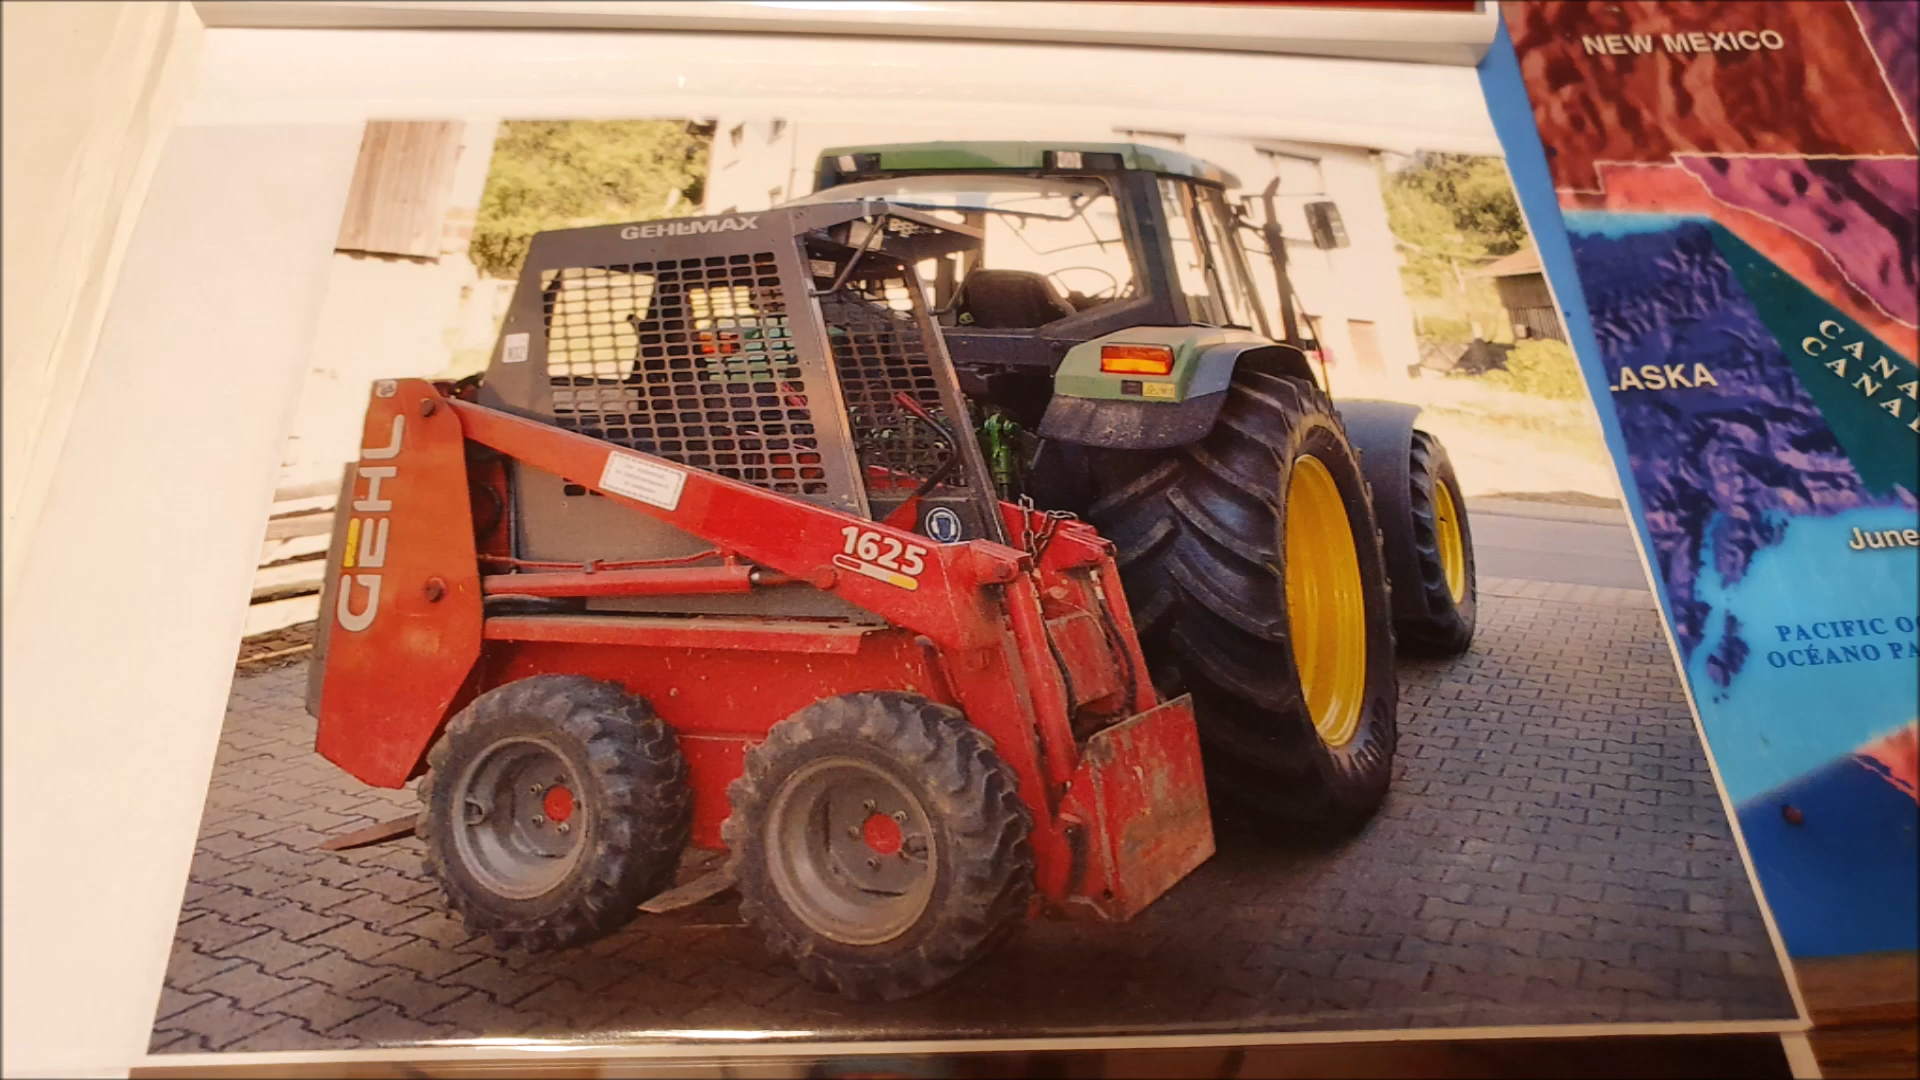 NEW MEXICO
GEHLMAX
GEHL
1625
LASKA
CANA
CANA
June
PACIFIC O
OCÉANO PA